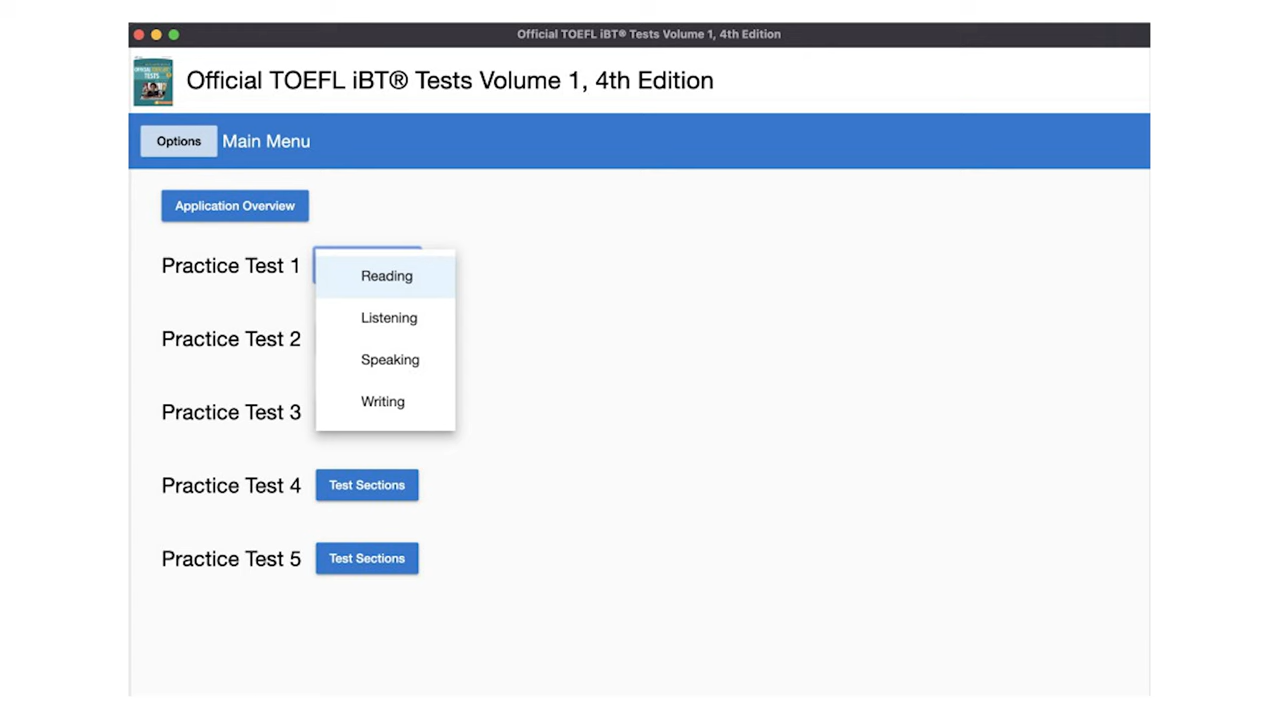 Official TOEFL iBT® Tests Volume 1, 4th Edition
Official TOEFL iBT® Tests Volume 1, 4th Edition
Options Main Menu
Application Overview
Practice Test 1
Reading
Listening
Speaking
Writing
Practice Test 2
Practice Test 3
Practice Test 4 Test Sections
Practice Test 5 Test Sections